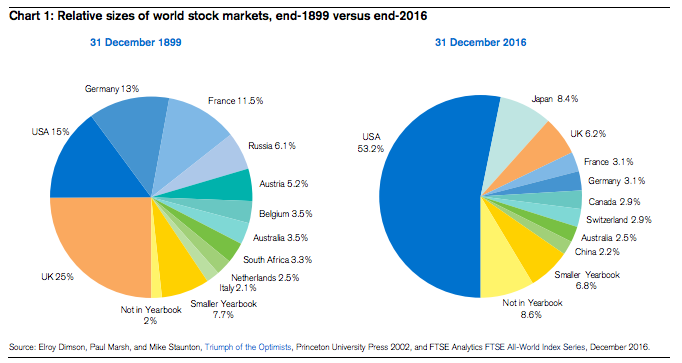 Chart 1: Relative sizes of world stock markets, end-1899 versus end-2016
31 December 1899
Germany 13%
France 11.5%
USA 15%
Russia 6.1%
Austria 5.2%
Belgium 3.5%
Australia 3.5%
South Africa 3.3%
Netherlands 2.5%
Italy 2.1%
Smaller Yearbook
7.7%
Not in Yearbook
2%
UK 25%
31 December 2016
Japan 8.4%
USA
53.2%
UK 6.2%
France 3.1%
Germany 3.1%
Canada 2.9%
Switzerland 2.9%
Australia 2.5%
China 2.2%
Smaller Yearbook
6.8%
Not in Yearbook
8.6%
Source: Elroy Dimson, Paul Marsh, and Mike Staunton, Triumph of the Optimists, Princeton University Press 2002, and FTSE Analytics FTSE All-World Index Series, December 2016.